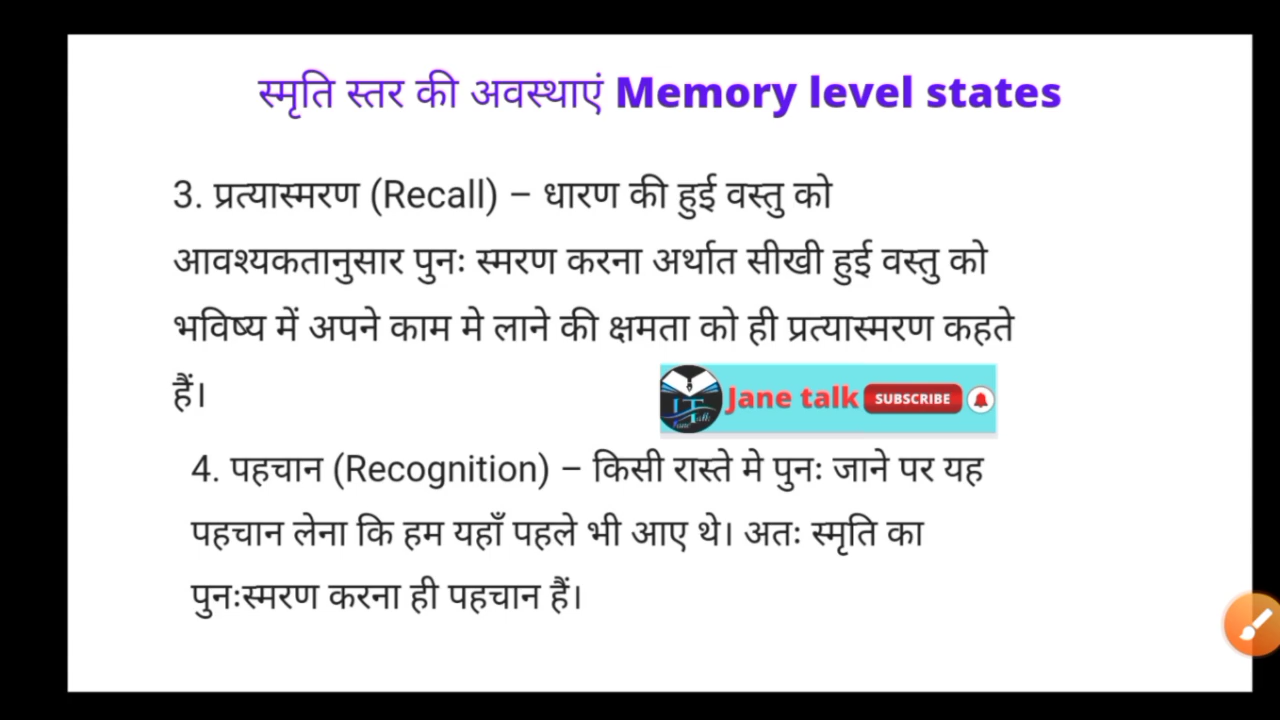 स्मृति स्तर की अवस्थाएं Memory level states
3. प्रत्यास्मरण (Recall) – धारण की हुई वस्तु को
आवश्यकतानुसार पुनः स्मरण करना अर्थात सीखी हुई वस्तु को
भविष्य में अपने काम मे लाने की क्षमता को ही प्रत्यास्मरण कहते
हैं।
Jane talk SUBSCRIBE
4. पहचान (Recognition) – किसी रास्ते मे पुनः जाने पर यह
पहचान लेना कि हम यहाँ पहले भी आए थे। अतः स्मृति का
पुनःस्मरण करना ही पहचान हैं।